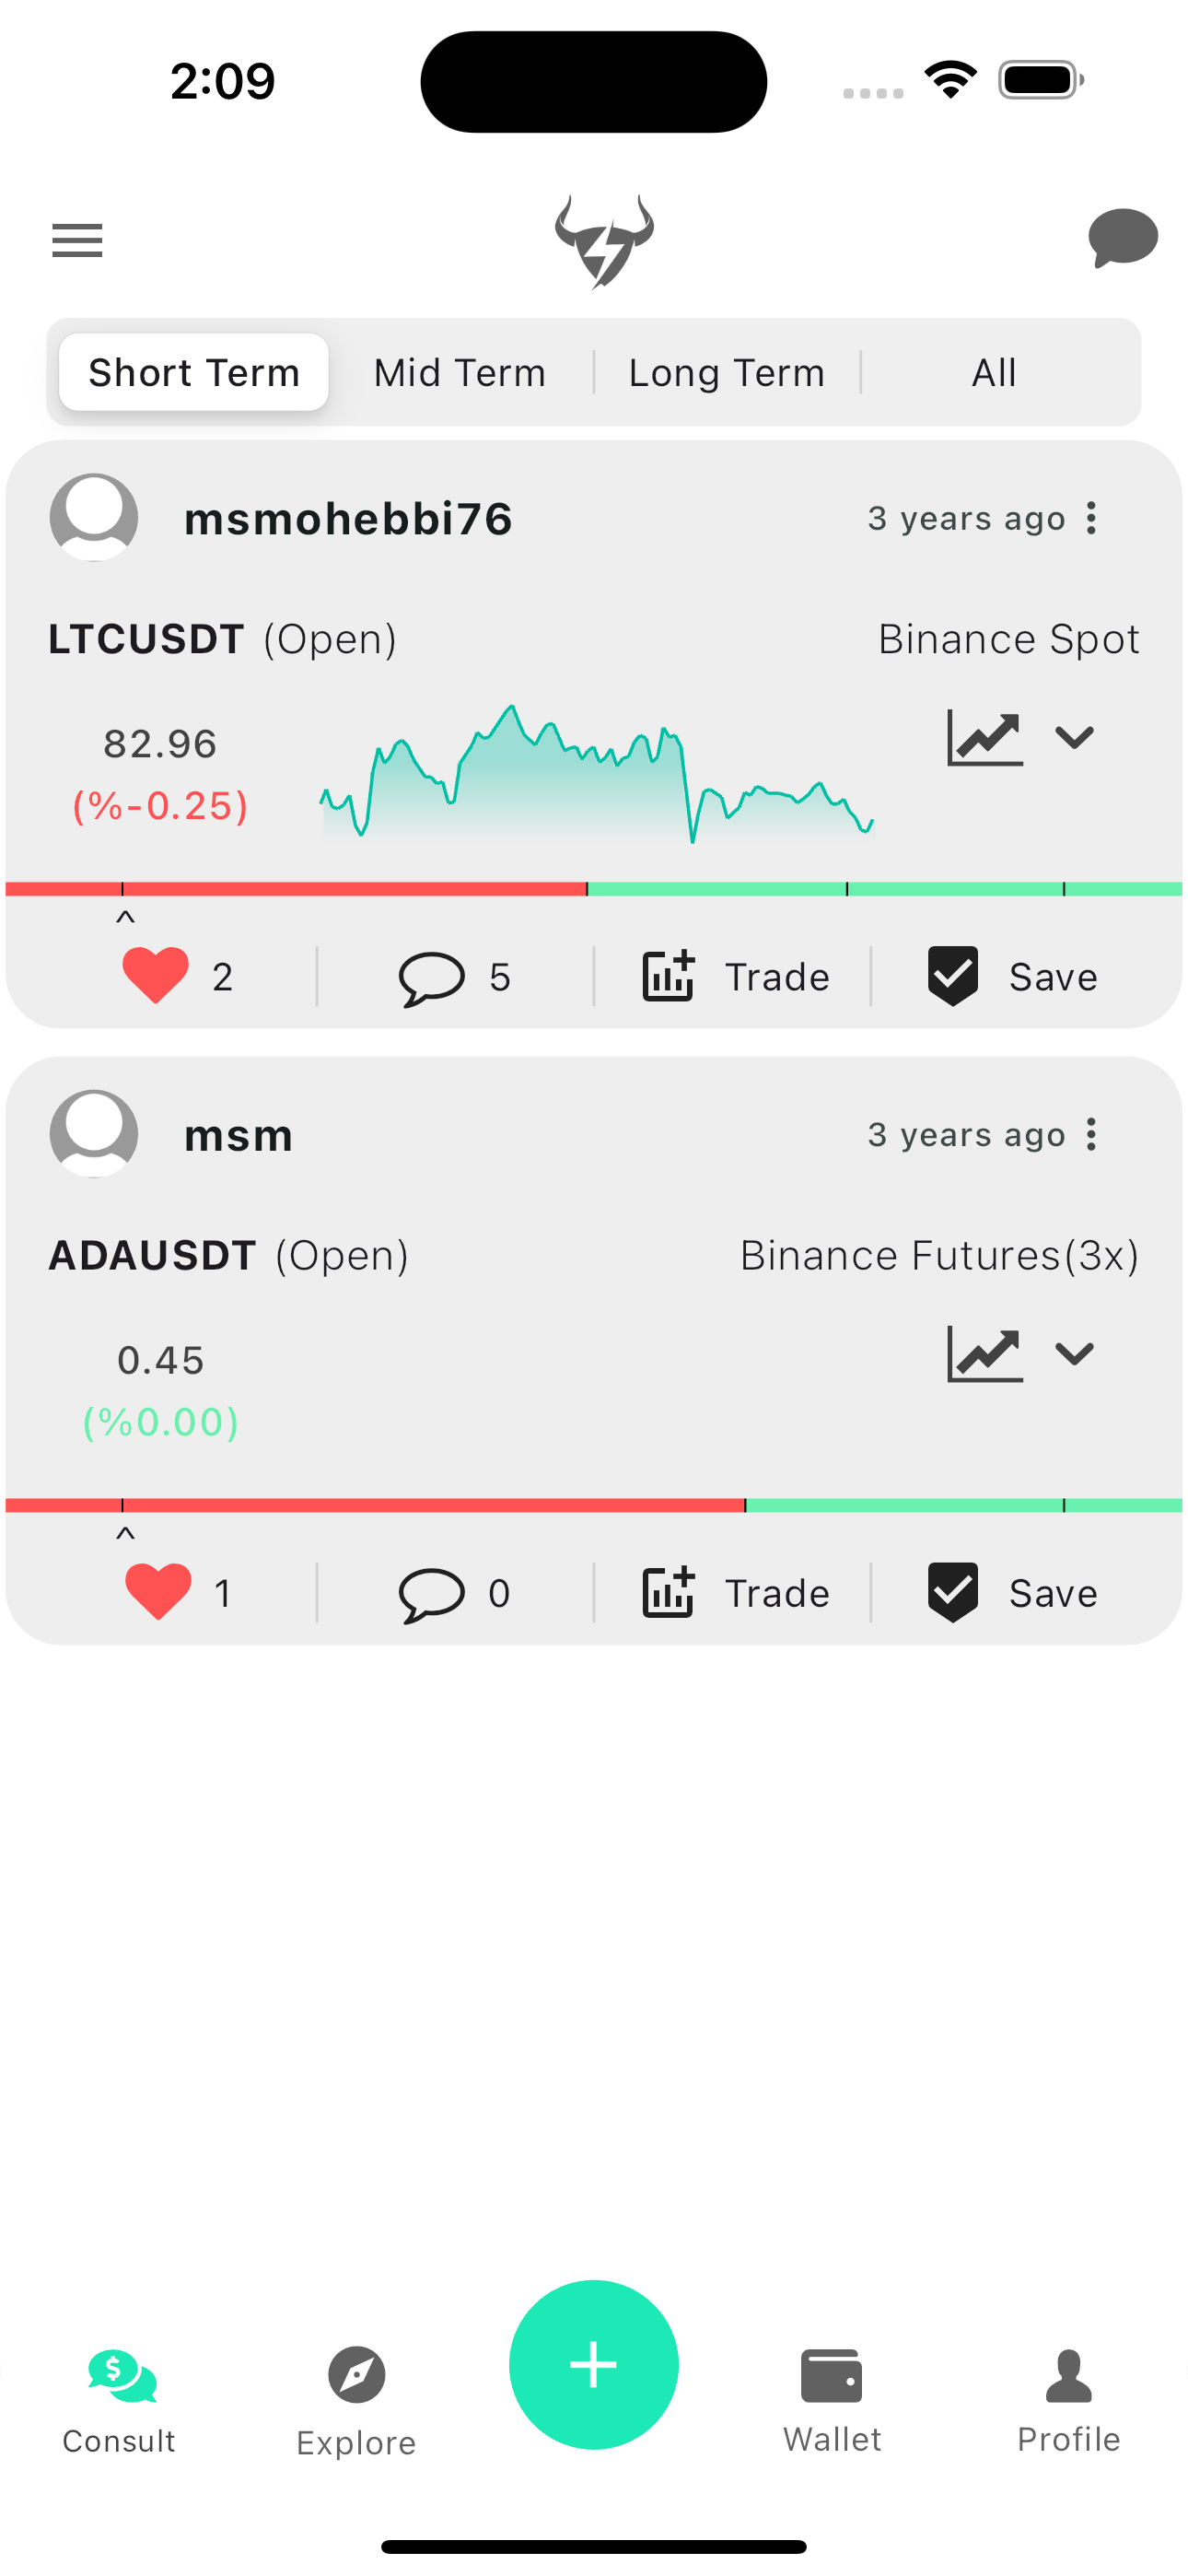 2:09
Short Term Mid Term Long Term All
msmohebbi76 3 years ago
LTCUSDT (Open) Binance Spot
82.96
(%-0.25)
^
2 5 Trade Save
msm 3 years ago
ADAUSDT (Open) Binance Futures(3x)
0.45
(%0.00)
^
1 0 Trade Save
Consult Explore + Wallet Profile